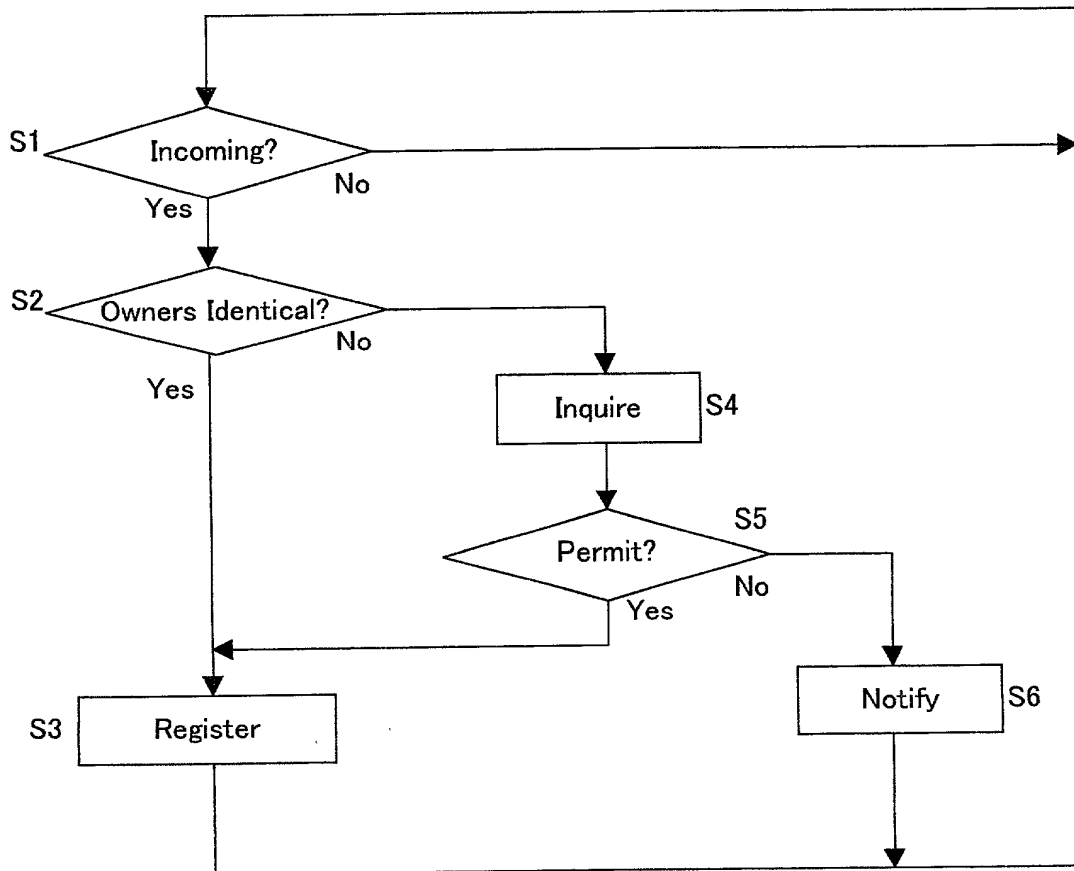 S1
Incoming?
No
Yes
S2
Owners Identical?
No
Yes
Inquire
S4
S5
Permit?
No
Yes
S3
Register
Notify
S6